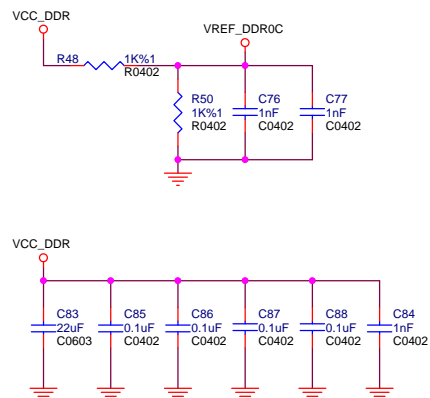 VCC_DDR
VREF_DDR0C
R48
1K%1
R0402
R50
1K%1
R0402
C76
1nF
C0402
C77
1nF
C0402
VCC_DDR
C83
22uF
C0603
C85
0.1uF
C0402
C86
0.1uF
C0402
C87
0.1uF
C0402
C88
0.1uF
C0402
C84
1nF
C0402